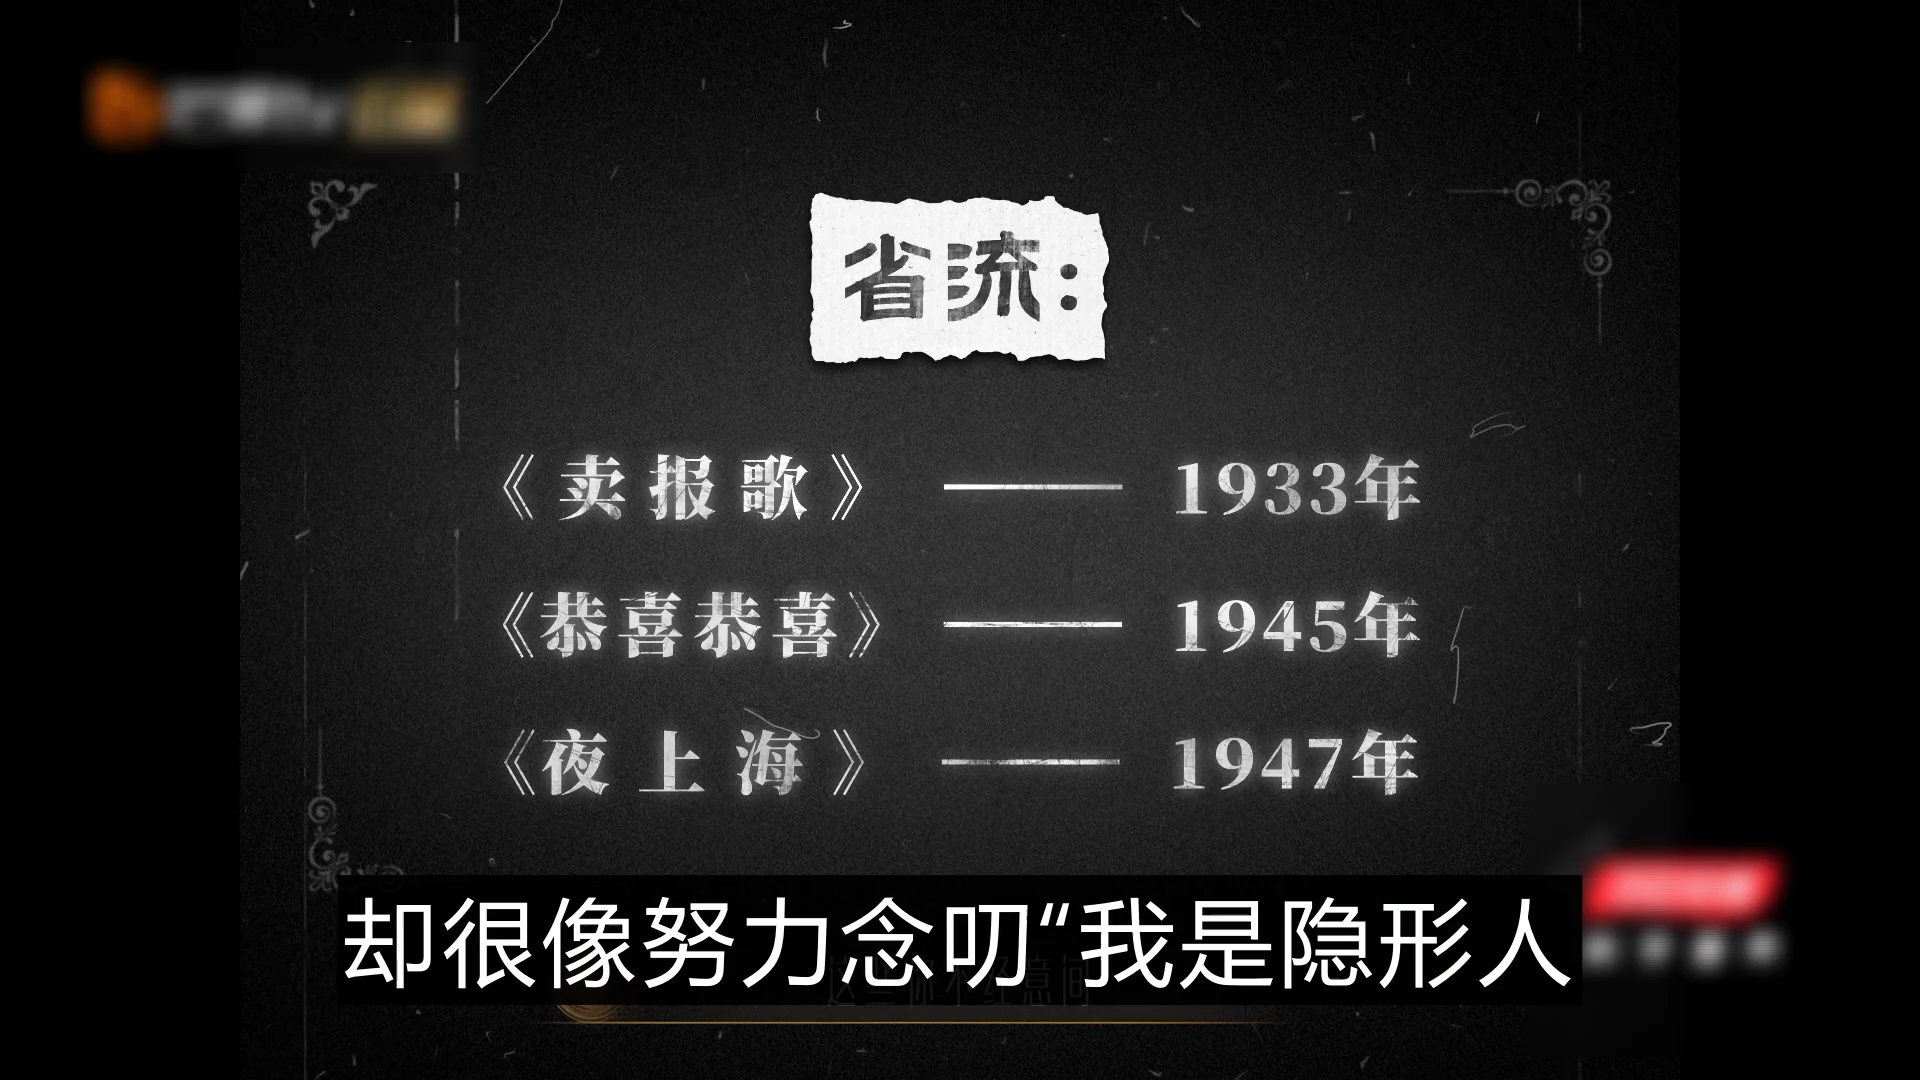 省流：
《卖报歌》——1933年
《恭喜恭喜》——1945年
《夜上海》——1947年
却很像努力念叨“我是隐形人